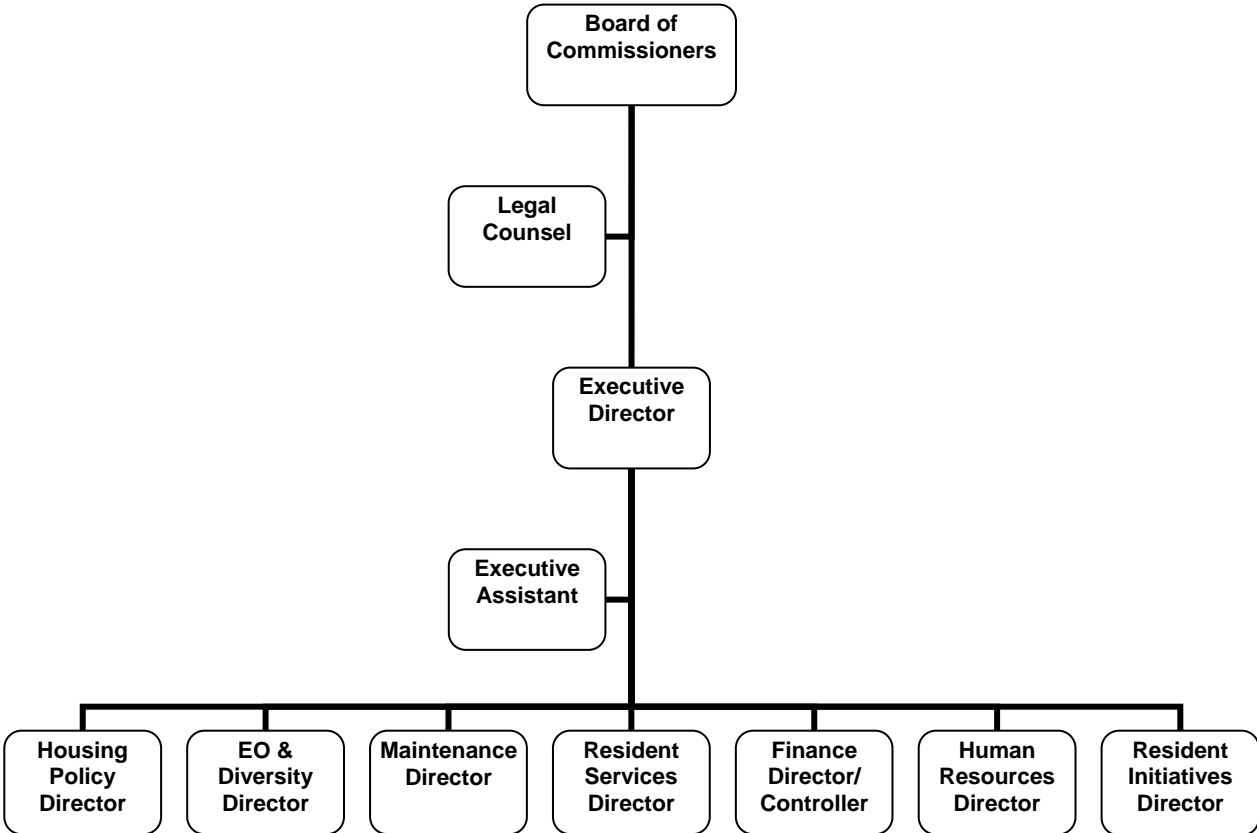 Board of
Commissioners
Legal
Counsel
Executive
Director
Executive
Assistant
Housing
Policy
Director
EO &
Diversity
Director
Maintenance
Director
Resident
Services
Director
Finance
Director/
Controller
Human
Resources
Director
Resident
Initiatives
Director